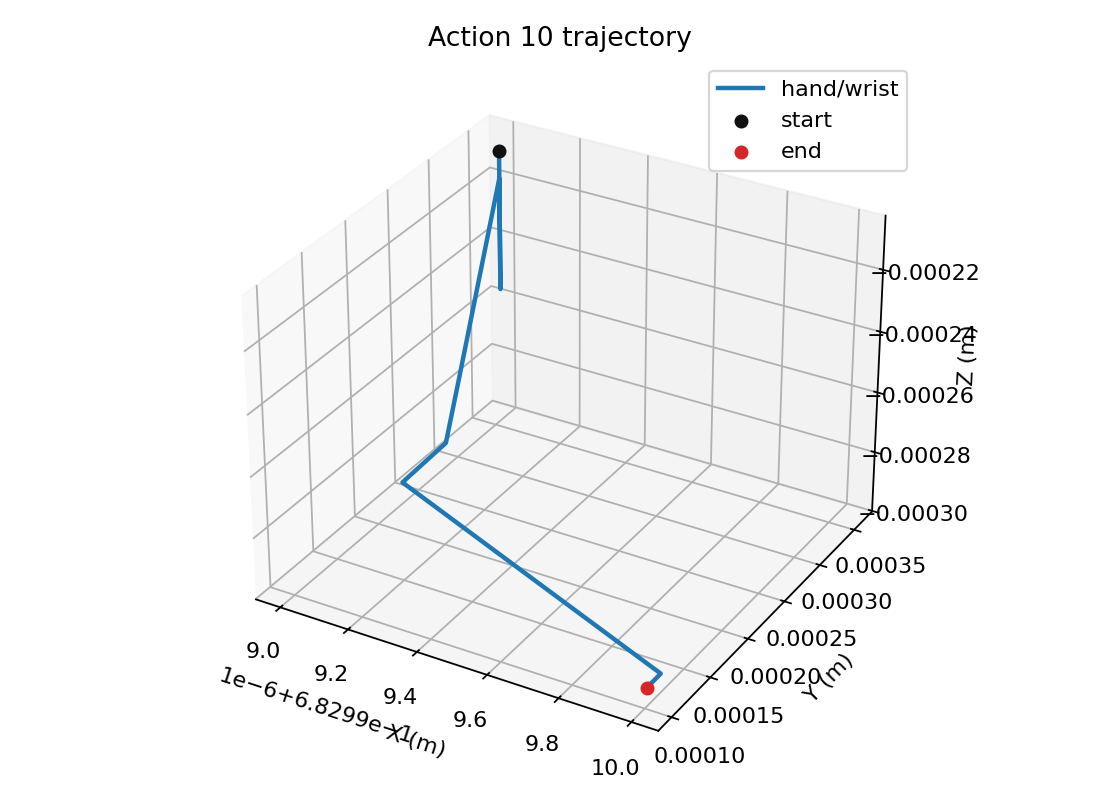 Action 10 trajectory
hand/wrist
start
end
0.00022
0.00024
0.00026
0.00028
0.00030
Z (m)
0.00035
0.00030
0.00025
0.00020
0.00015
0.00010
Y (m)
9.0
9.2
9.4
9.6
9.8
10.0
1e−6+6.8299e−1
X (m)